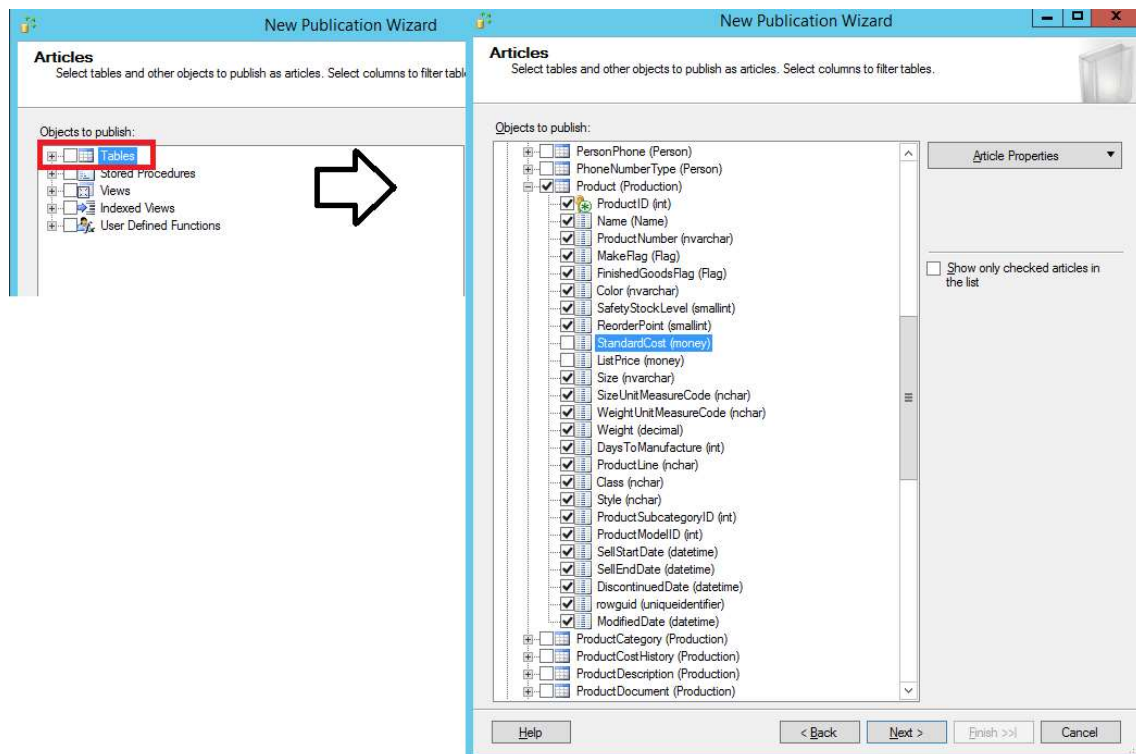 New Publication Wizard
Articles
Select tables and other objects to publish as articles. Select columns to filter tabl
Objects to publish:
Tables
Stored Procedures
Views
Indexed Views
User Defined Functions
New Publication Wizard
Articles
Select tables and other objects to publish as articles. Select columns to filter tables.
Objects to publish:
PersonPhone (Person)
PhoneNumberType (Person)
Product (Production)
ProductID (int)
Name (Name)
ProductNumber (nvarchar)
MakeFlag (Flag)
FinishedGoodsFlag (Flag)
Color (nvarchar)
SafetyStockLevel (smallint)
ReorderPoint (smallint)
StandardCost (money)
ListPrice (money)
Size (nvarchar)
SizeUnitMeasureCode (nchar)
WeightUnitMeasureCode (nchar)
Weight (decimal)
DaysToManufacture (int)
ProductLine (nchar)
Class (nchar)
Style (nchar)
ProductSubcategoryID (int)
ProductModelID (int)
SellStartDate (datetime)
SellEndDate (datetime)
DiscontinuedDate (datetime)
rowguid (uniqueidentifier)
ModifiedDate (datetime)
ProductCategory (Production)
ProductCostHistory (Production)
ProductDescription (Production)
ProductDocument (Production)
Article Properties
Show only checked articles in
the list
Help
< Back
Next >
Finish >>|
Cancel